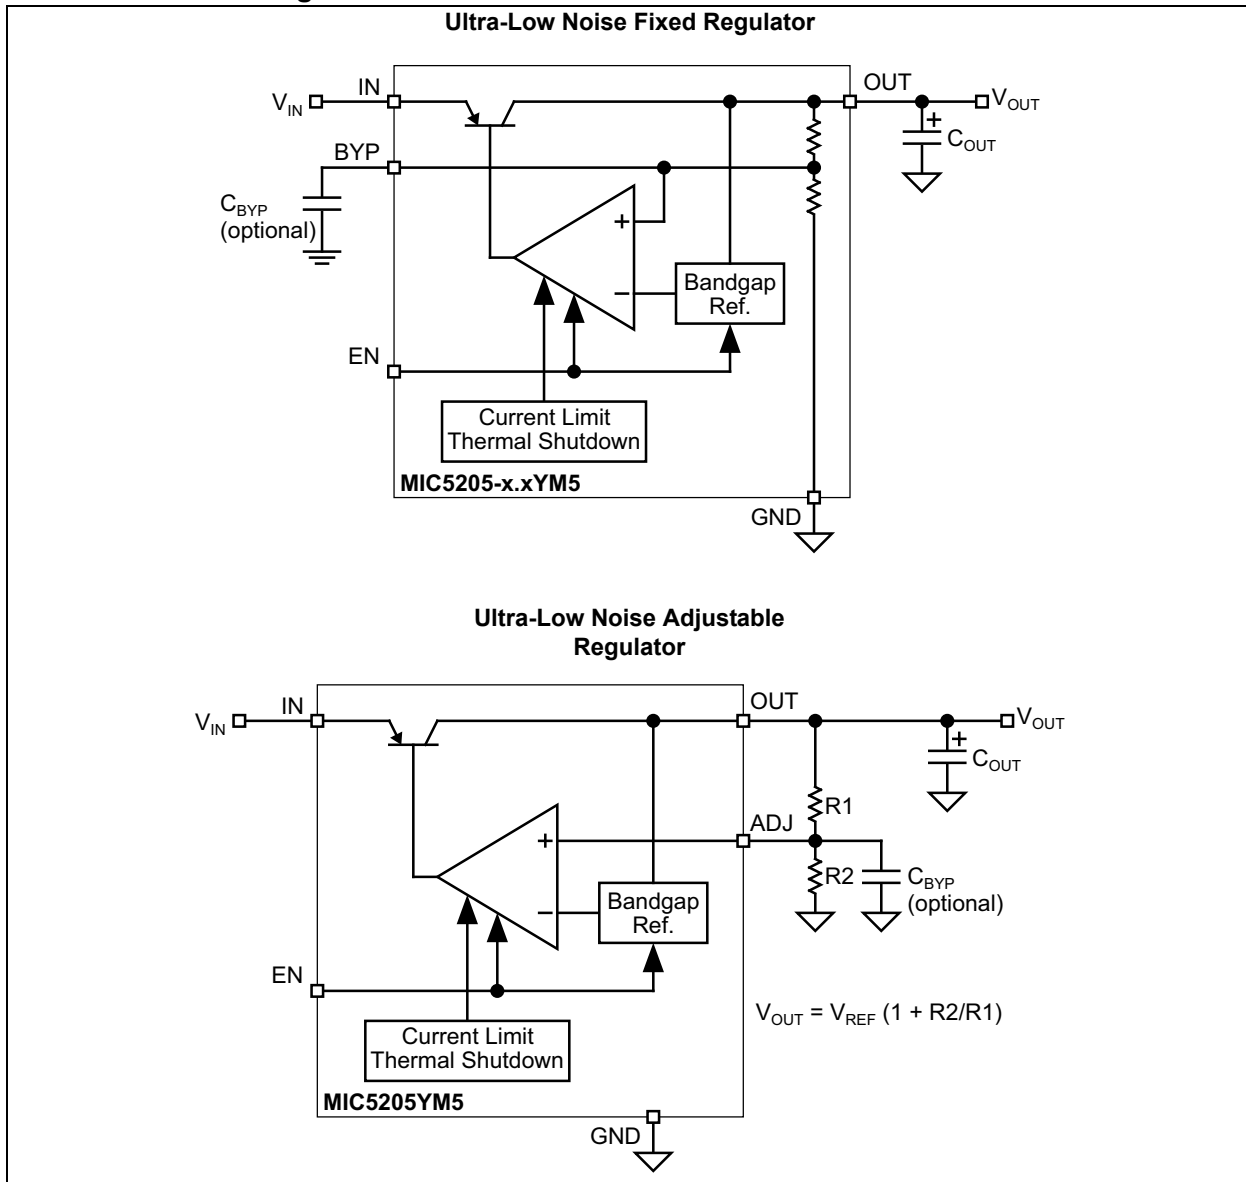 Ultra-Low Noise Fixed Regulator
IN
OUT
VIN
VOUT
+
COUT
BYP
CBYP
(optional)
+
–
Bandgap
Ref.
EN
Current Limit
Thermal Shutdown
MIC5205-x.xYM5
GND
Ultra-Low Noise Adjustable
Regulator
IN
OUT
VIN
VOUT
+
COUT
R1
ADJ
+
R2
CBYP
(optional)
–
Bandgap
Ref.
EN
VOUT = VREF (1 + R2/R1)
Current Limit
Thermal Shutdown
MIC5205YM5
GND